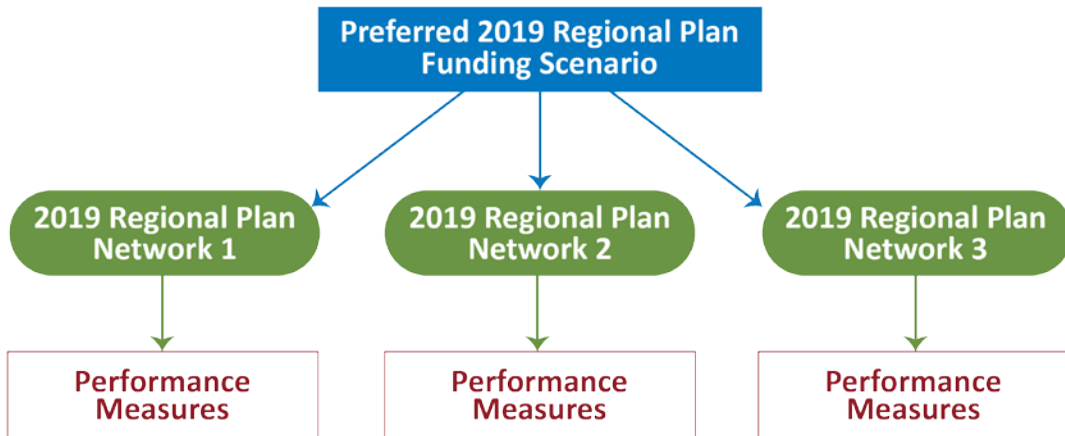 Preferred 2019 Regional Plan
Funding Scenario
2019 Regional Plan
Network 1
2019 Regional Plan
Network 2
2019 Regional Plan
Network 3
Performance
Measures
Performance
Measures
Performance
Measures